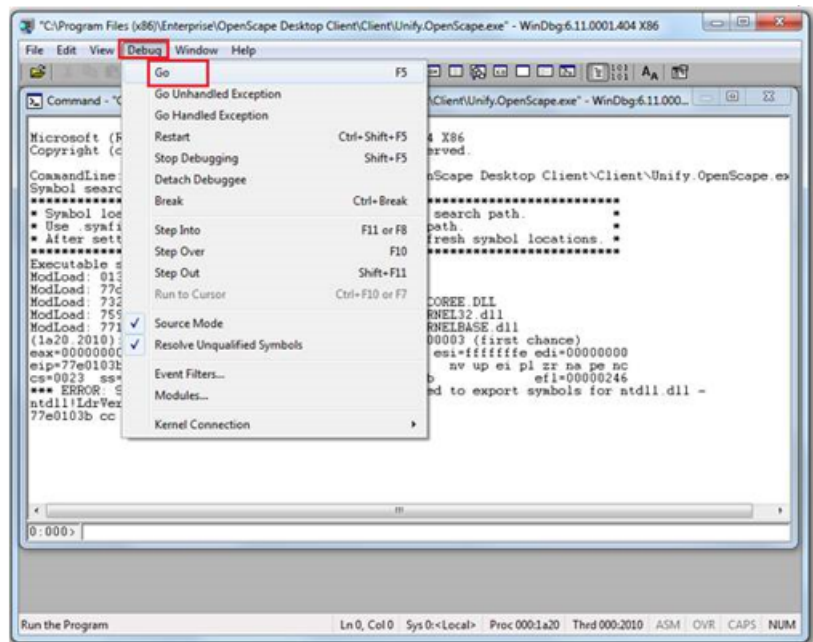 "C:\Program Files (x86)\Enterprise\OpenScape Desktop Client\Client\Unify.OpenScape.exe" - WinDbg:6.11.0001.404 X86
File Edit View Debug Window Help
Command - "C
\Client\Unify.OpenScape.exe" - WinDbg:6.11.000...
Go F5
Go Unhandled Exception
Go Handled Exception
Restart Ctrl+Shift+F5
Stop Debugging Shift+F5
Detach Debuggee
Break Ctrl+Break
Step Into F11 or F8
Step Over F10
Step Out Shift+F11
Run to Cursor Ctrl+F10 or F7
✓ Source Mode
✓ Resolve Unqualified Symbols
Event Filters...
Modules...
Kernel Connection
Microsoft (R 4 X86
Copyright (c erved.
CommandLine: nScape Desktop Client\Client\Unify.OpenScape.ex
Symbol searc
* Symbol loa search path. *
* Use .symfi path. *
* After sett fresh symbol locations. *
Executable s
ModLoad: 013
ModLoad: 77d
ModLoad: 732 COREE.DLL
ModLoad: 759 RNEL32.dll
ModLoad: 771 RNELBASE.dll
(1a20.2010): 00003 (first chance)
eax=00000000 esi=fffffffe edi=00000000
eip=77e0103b nv up ei pl zr na pe nc
cs=0023 ss= efl=00000246
*** ERROR: S ed to export symbols for ntdll.dll -
ntdll!LdrVer
77e0103b cc
0:000>
Run the Program Ln 0, Col 0 Sys 0:<Local> Proc 000:1a20 Thrd 000:2010 ASM OVR CAPS NUM